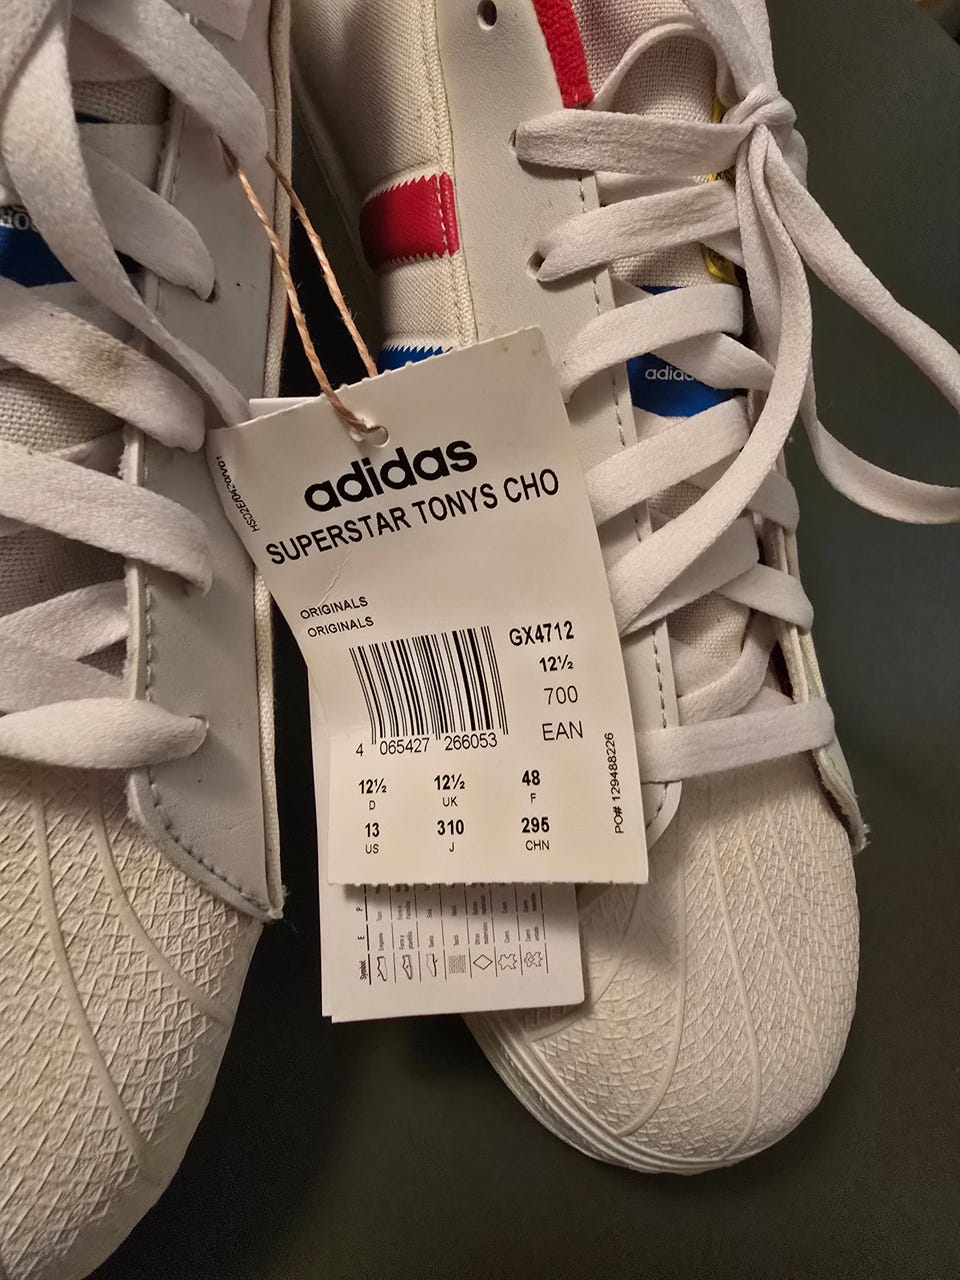 adidas
SUPERSTAR TONYS CHO
ORIGINALS
ORIGINALS
GX4712
12½
700
EAN
4 065427 266053
12½ 12½ 48
D UK F
13 310 295
US J CHN
PO# 129488226
Symbol E P